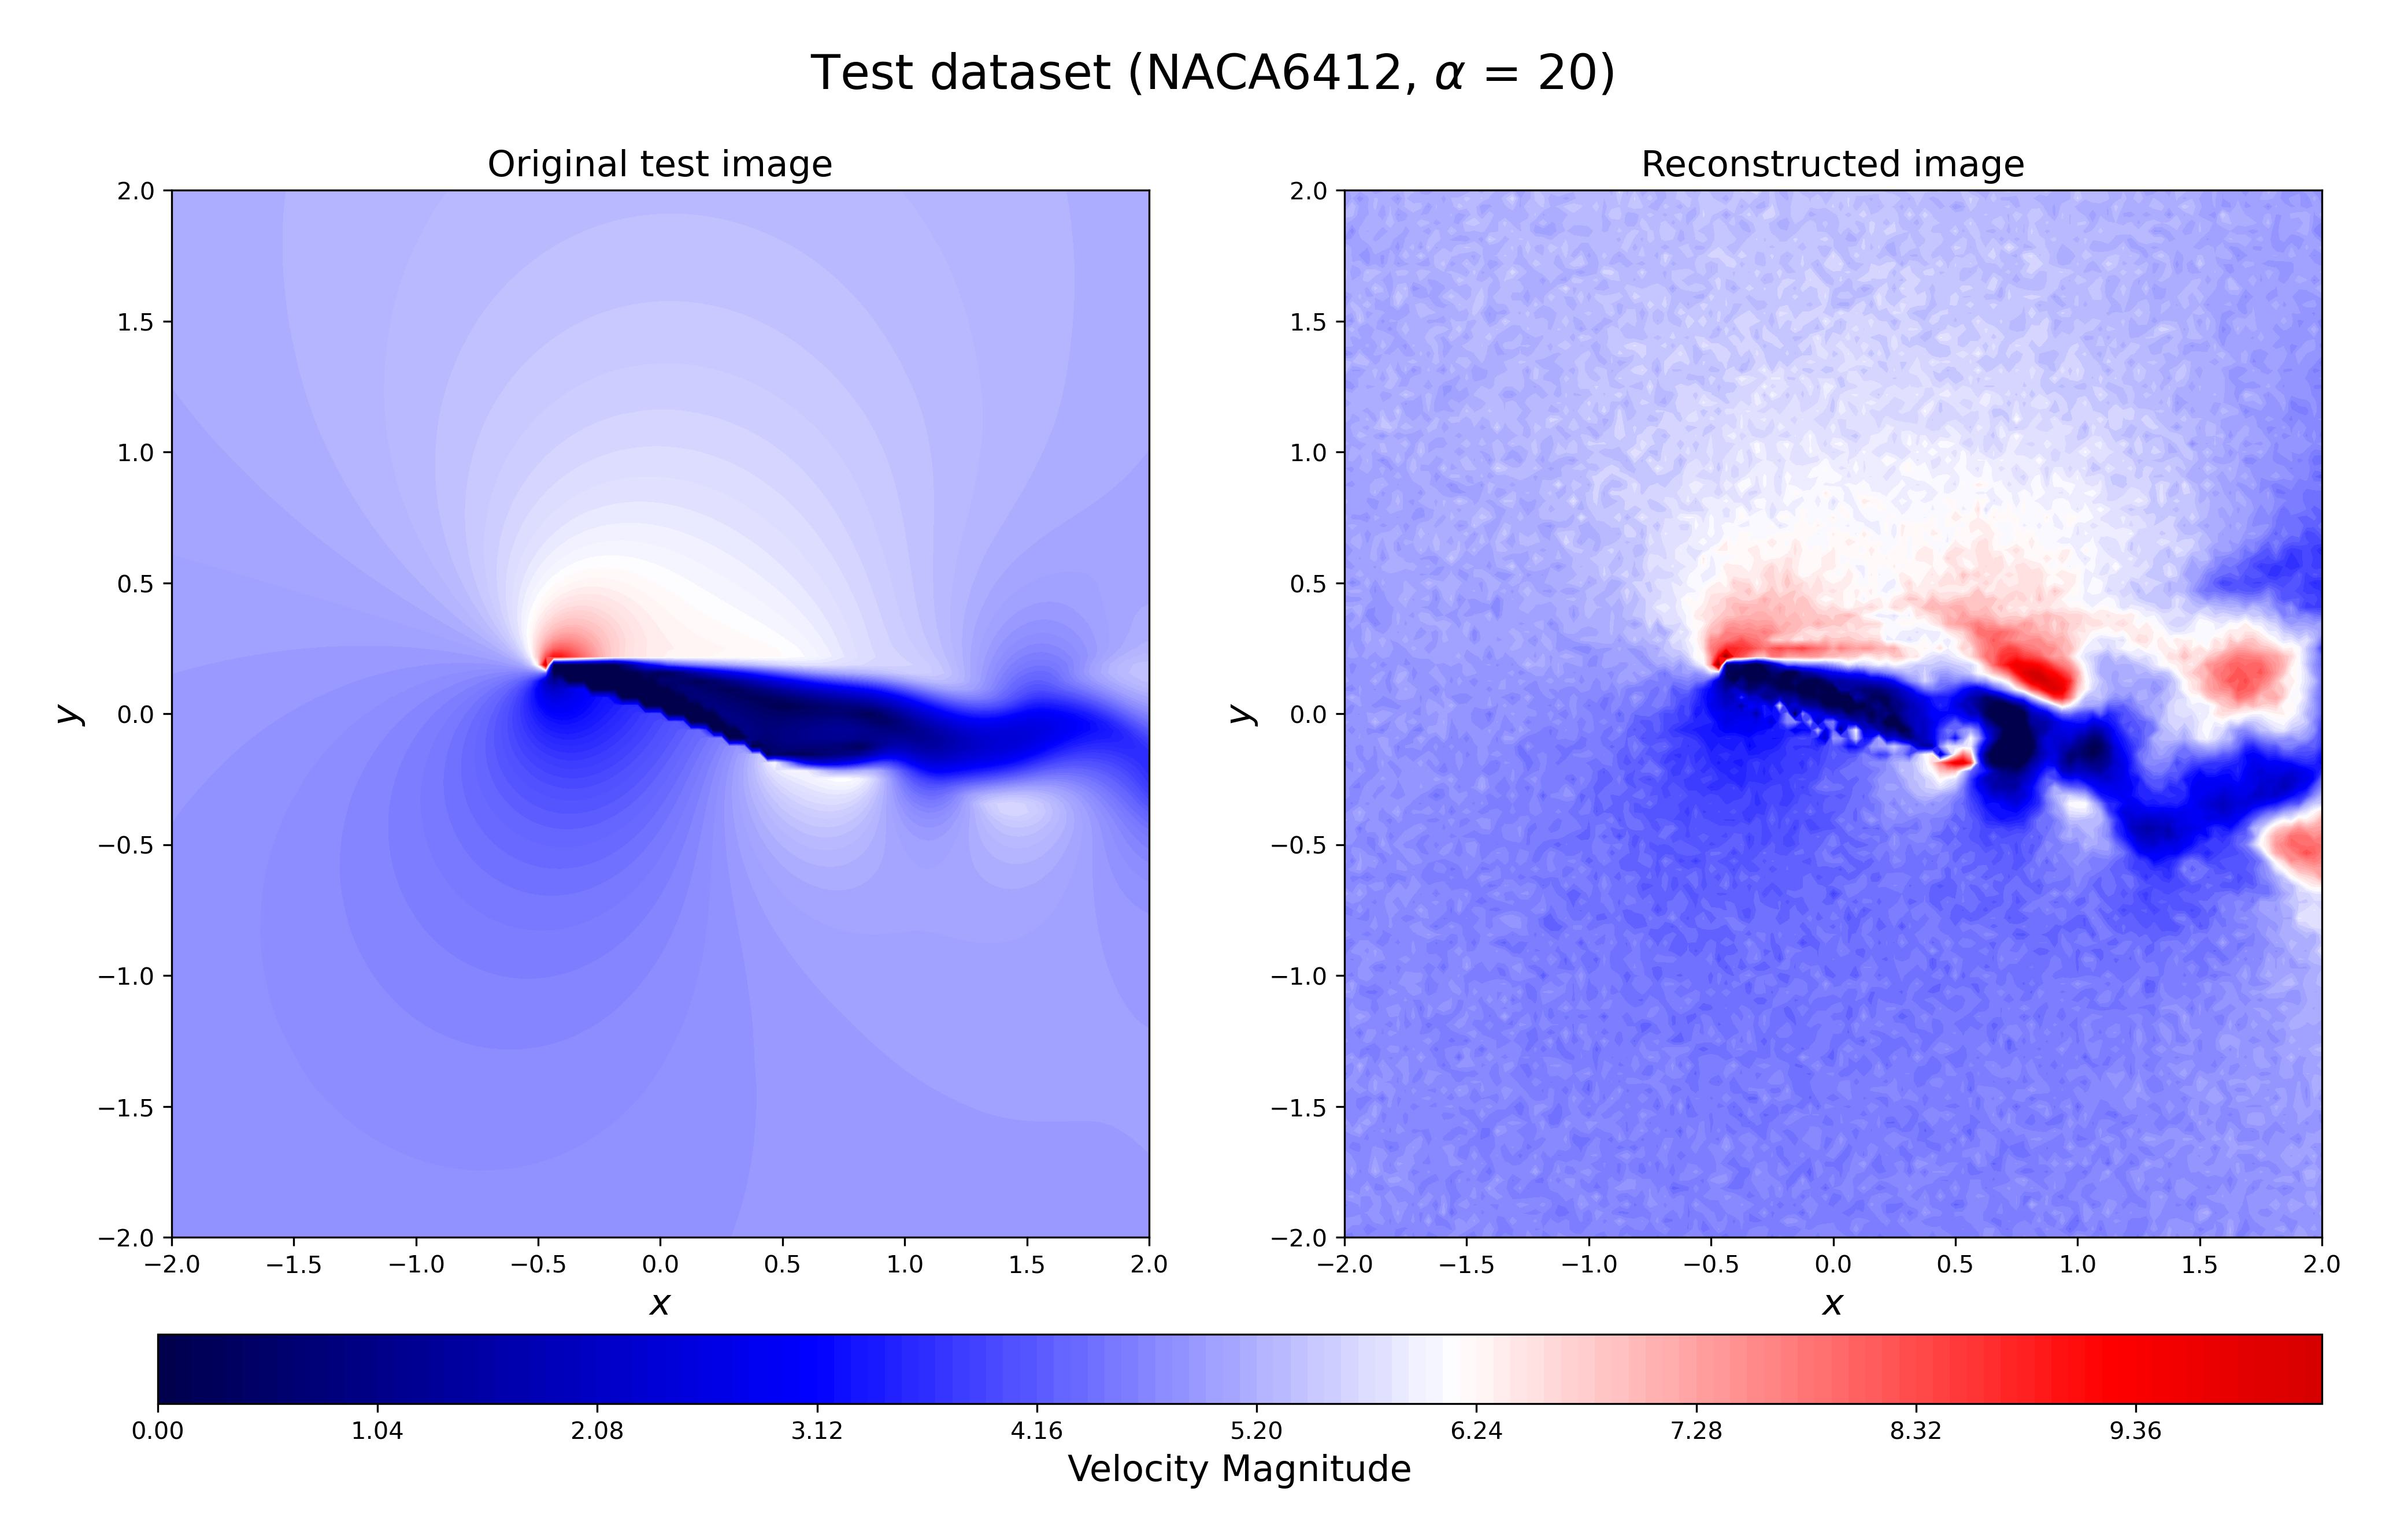 Test dataset (NACA6412, α = 20)
Original test image
Reconstructed image
2.0
1.5
1.0
0.5
0.0
−0.5
−1.0
−1.5
−2.0
y
−2.0 −1.5 −1.0 −0.5 0.0 0.5 1.0 1.5 2.0
x
2.0
1.5
1.0
0.5
0.0
−0.5
−1.0
−1.5
−2.0
y
−2.0 −1.5 −1.0 −0.5 0.0 0.5 1.0 1.5 2.0
x
0.00 1.04 2.08 3.12 4.16 5.20 6.24 7.28 8.32 9.36
Velocity Magnitude